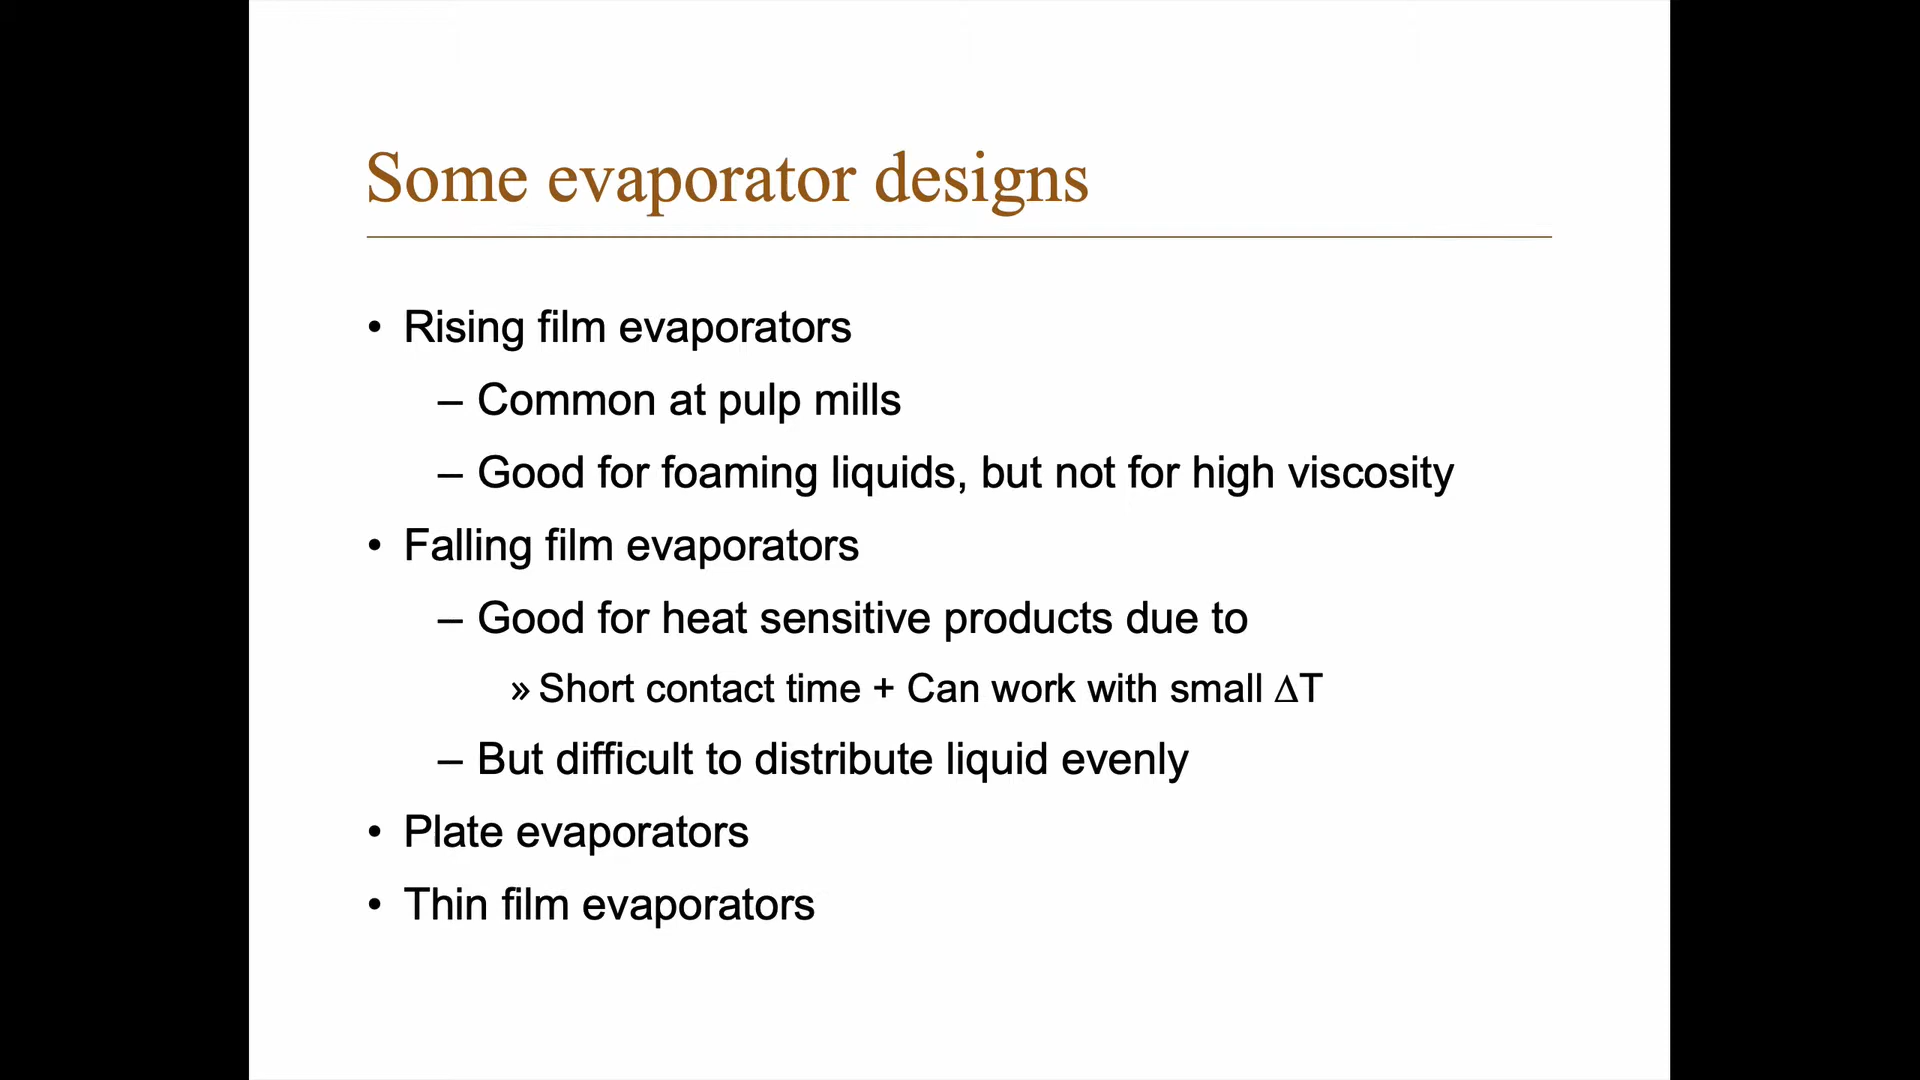 Some evaporator designs
• Rising film evaporators
– Common at pulp mills
– Good for foaming liquids, but not for high viscosity
• Falling film evaporators
– Good for heat sensitive products due to
» Short contact time + Can work with small ΔT
– But difficult to distribute liquid evenly
• Plate evaporators
• Thin film evaporators